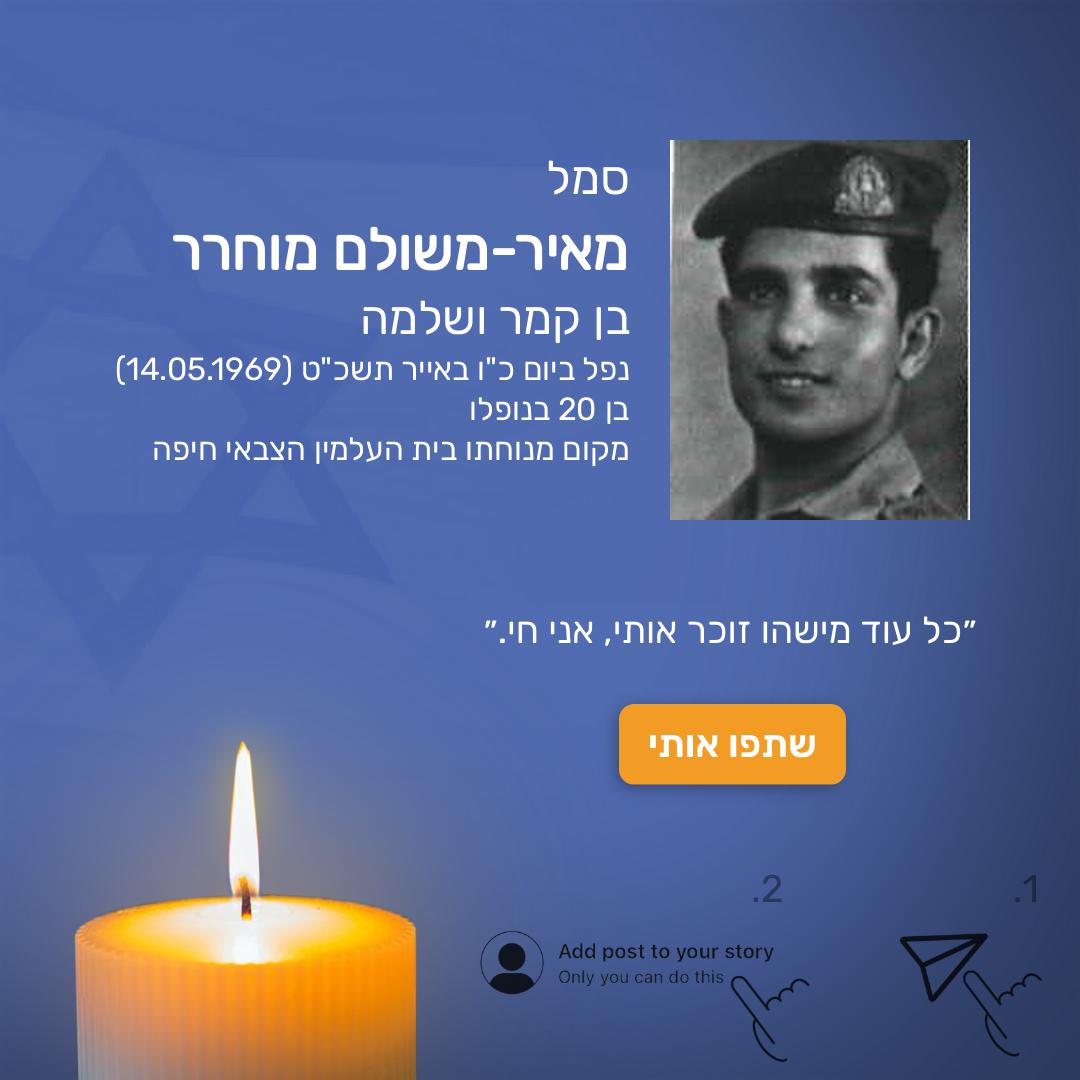 סמל
מאיר-משולם מוחרר
בן קמר ושלמה
נפל ביום כ"ו באייר תשכ"ט (14.05.1969)
בן 20 בנופלו
מקום מנוחתו בית העלמין הצבאי חיפה
״כל עוד מישהו זוכר אותי, אני חי.״
שתפו אותי
.1
.2
Add post to your story
Only you can do this